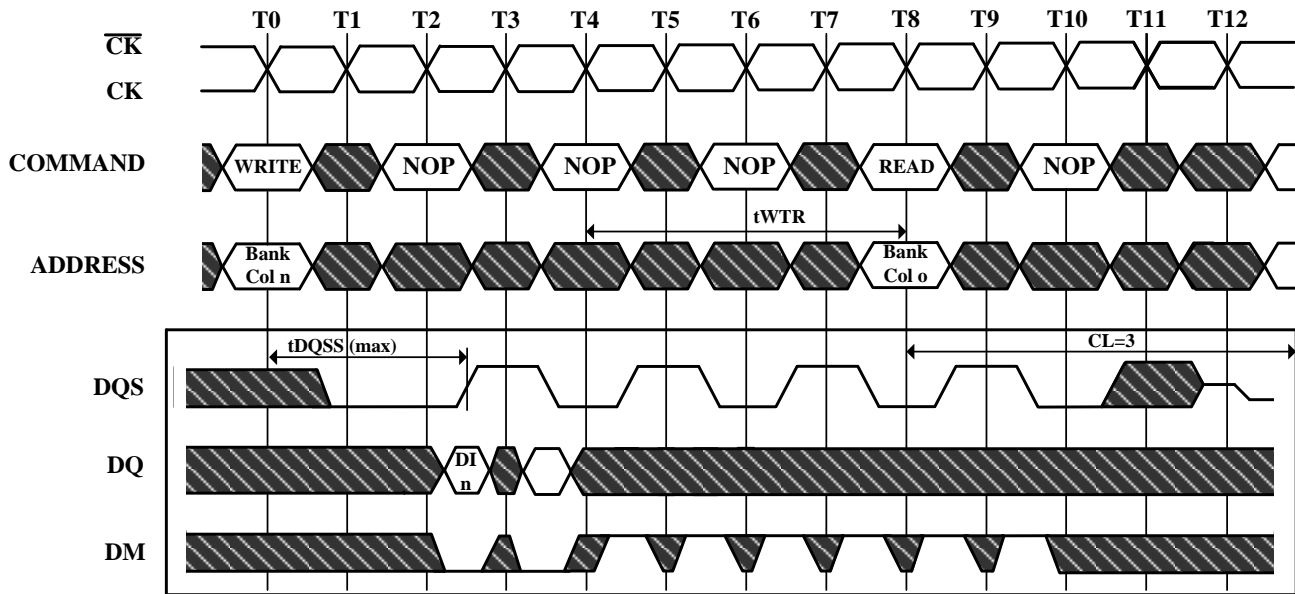 T0 T1 T2 T3 T4 T5 T6 T7 T8 T9 T10 T11 T12
CK
CK
COMMAND WRITE NOP NOP NOP READ NOP
tWTR
ADDRESS Bank Col n Bank Col o
tDQSS (max) CL=3
DQS
DQ DI n
DM